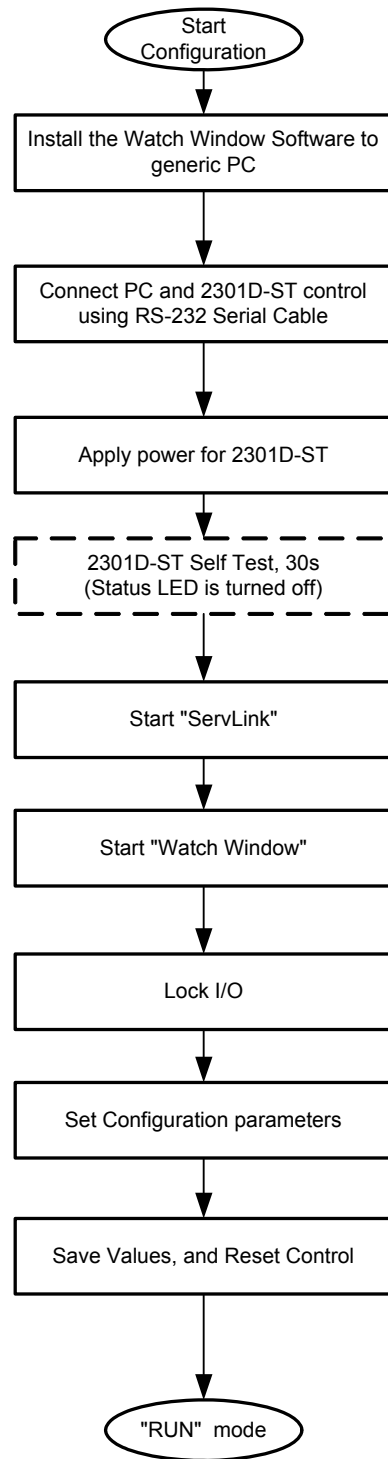 Start
Configuration
Install the Watch Window Software to
generic PC
Connect PC and 2301D-ST control
using RS-232 Serial Cable
Apply power for 2301D-ST
2301D-ST Self Test, 30s
(Status LED is turned off)
Start "ServLink"
Start "Watch Window"
Lock I/O
Set Configuration parameters
Save Values, and Reset Control
"RUN" mode